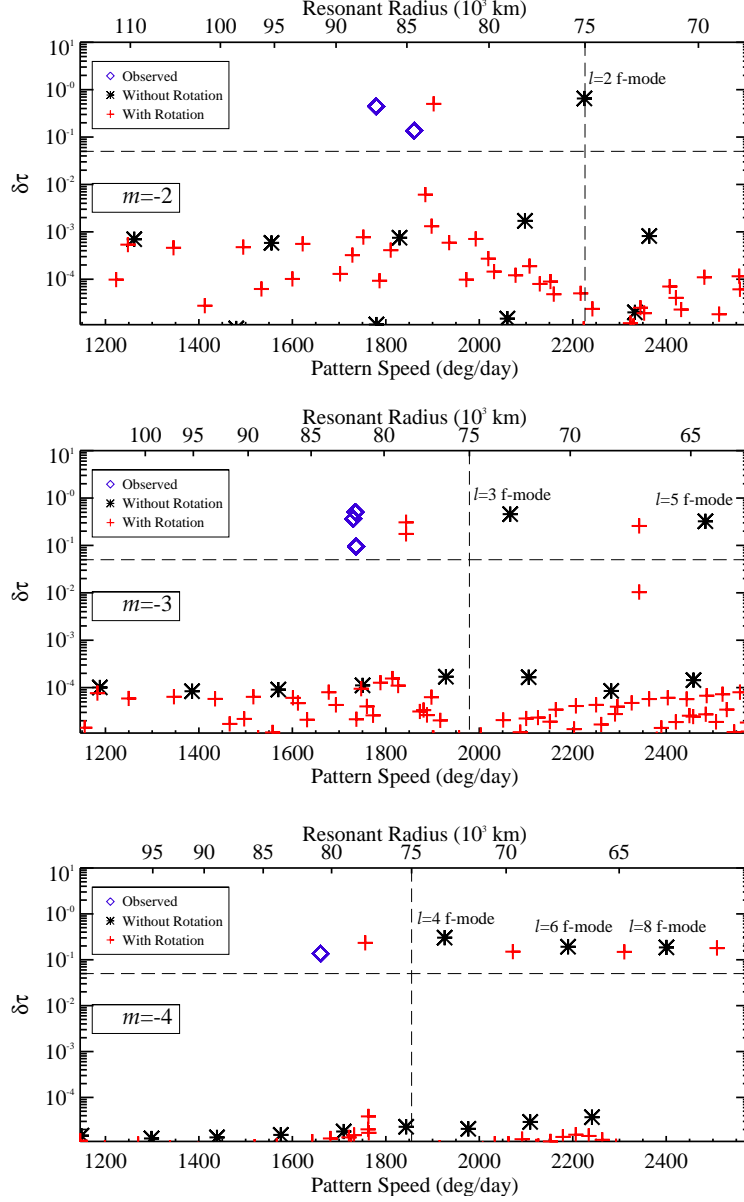 Resonant Radius (10³ km)
110 100 95 90 85 80 75 70
10¹
10⁻⁰
10⁻¹
10⁻²
10⁻³
10⁻⁴
δτ
Observed
Without Rotation
With Rotation
l=2 f-mode
m=-2
1200 1400 1600 1800 2000 2200 2400
Pattern Speed (deg/day)
Resonant Radius (10³ km)
100 95 90 85 80 75 70 65
10¹
10⁻⁰
10⁻¹
10⁻²
10⁻³
10⁻⁴
δτ
Observed
Without Rotation
With Rotation
l=3 f-mode
l=5 f-mode
m=-3
1200 1400 1600 1800 2000 2200 2400
Pattern Speed (deg/day)
Resonant Radius (10³ km)
95 90 85 80 75 70 65
10¹
10⁻⁰
10⁻¹
10⁻²
10⁻³
10⁻⁴
δτ
Observed
Without Rotation
With Rotation
l=4 f-mode
l=6 f-mode
l=8 f-mode
m=-4
1200 1400 1600 1800 2000 2200 2400
Pattern Speed (deg/day)